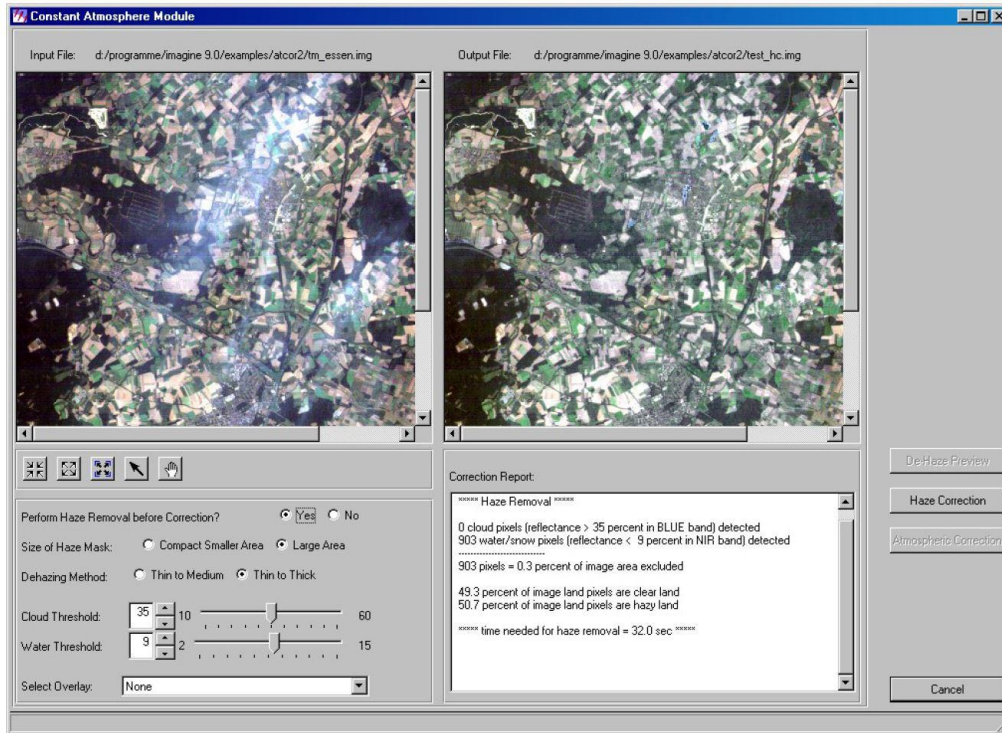 Constant Atmosphere Module
Input File: d:/programme/imagine 9.0/examples/atcor2/tm_essen.img
Output File: d:/programme/imagine 9.0/examples/atcor2/test_hc.img
Correction Report:
***** Haze Removal *****
0 cloud pixels (reflectance > 35 percent in BLUE band) detected
903 water/snow pixels (reflectance < 9 percent in NIR band) detected
------------------------------
903 pixels = 0.3 percent of image area excluded
49.3 percent of image land pixels are clear land
50.7 percent of image land pixels are hazy land
***** time needed for haze removal = 32.0 sec *****
Perform Haze Removal before Correction? Yes No
Size of Haze Mask: Compact Smaller Area Large Area
Dehazing Method: Thin to Medium Thin to Thick
Cloud Threshold: 35 10 60
Water Threshold: 9 2 15
Select Overlay: None
De-Haze Preview
Haze Correction
Atmospheric Correction
Cancel